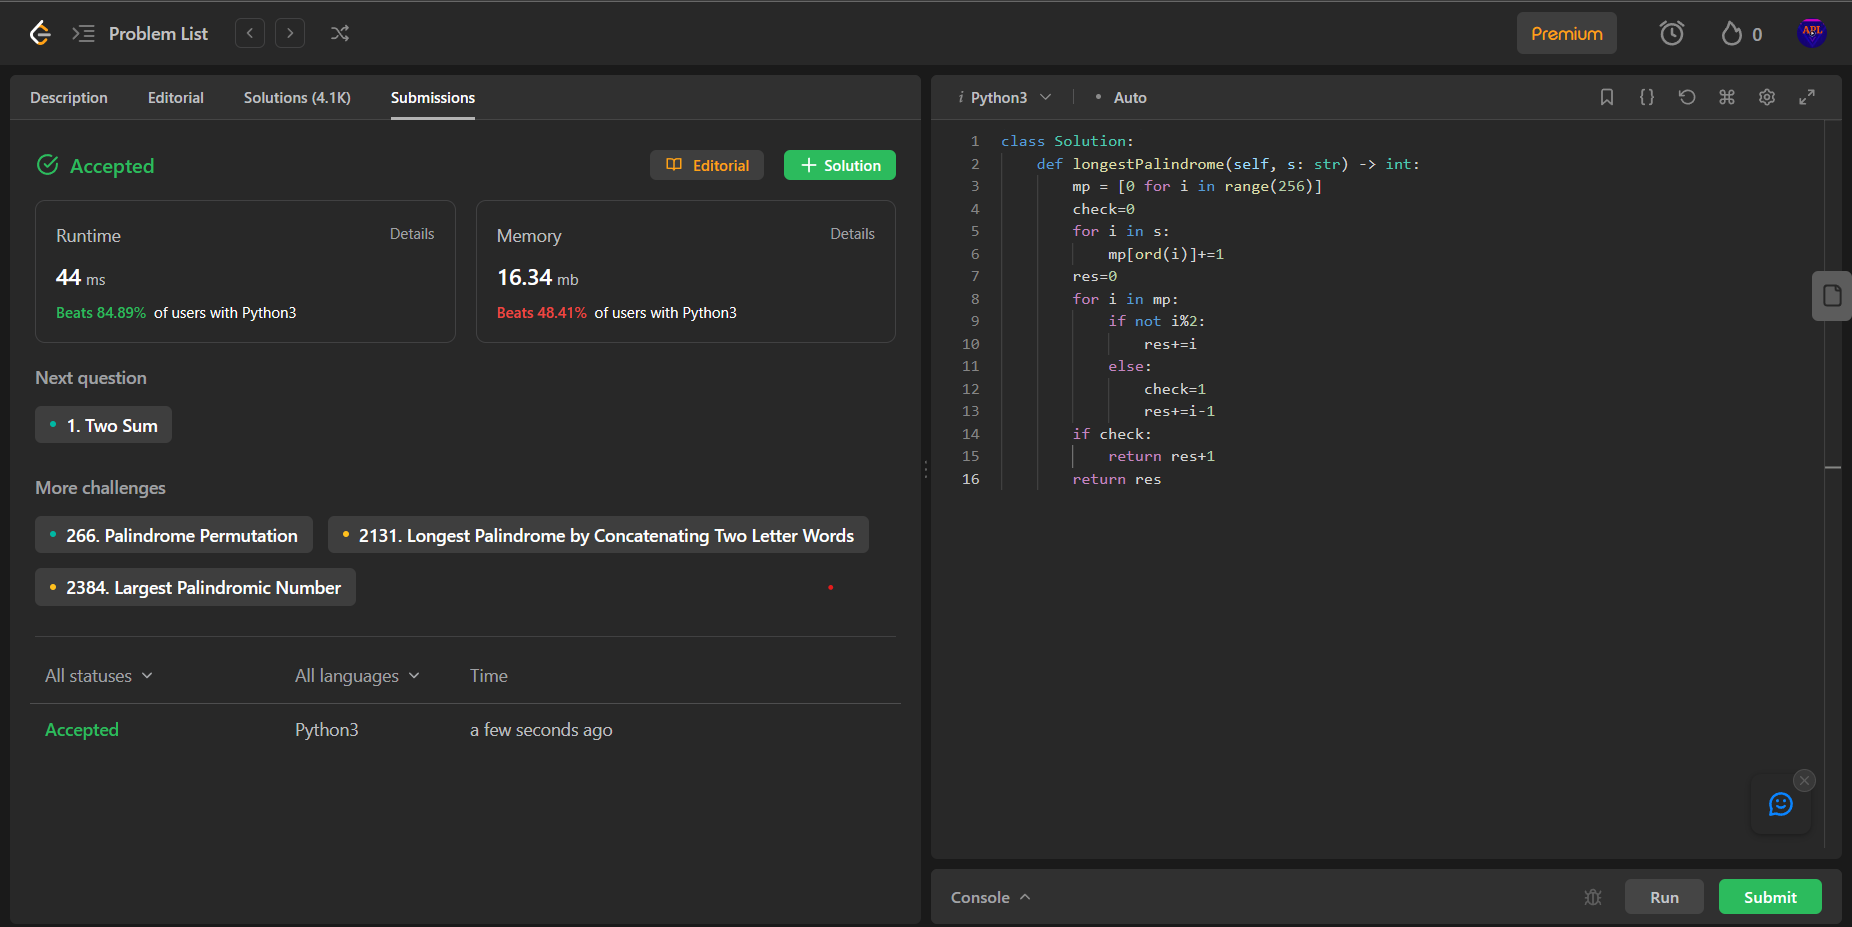 Problem List
Premium
0
APL
Description Editorial Solutions (4.1K) Submissions
Accepted
Editorial
Solution
Runtime Details
44 ms
Beats 84.89% of users with Python3
Memory Details
16.34 mb
Beats 48.41% of users with Python3
Next question
1. Two Sum
More challenges
266. Palindrome Permutation
2131. Longest Palindrome by Concatenating Two Letter Words
2384. Largest Palindromic Number
All statuses All languages Time
Accepted Python3 a few seconds ago
i Python3 • Auto
1 class Solution:
2     def longestPalindrome(self, s: str) -> int:
3         mp = [0 for i in range(256)]
4         check=0
5         for i in s:
6             mp[ord(i)]+=1
7         res=0
8         for i in mp:
9             if not i%2:
10                 res+=i
11             else:
12                 check=1
13                 res+=i-1
14         if check:
15             return res+1
16         return res
Console
Run
Submit